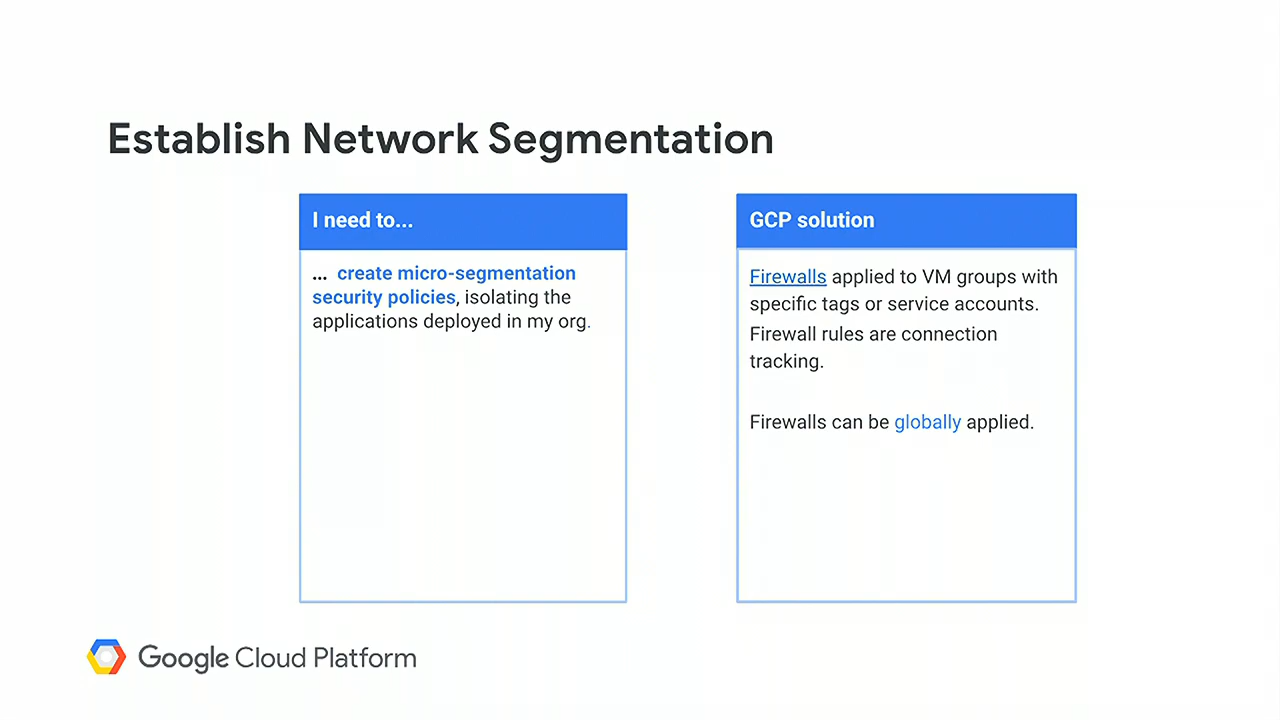 Establish Network Segmentation
I need to...
... create micro-segmentation
security policies, isolating the
applications deployed in my org.
GCP solution
Firewalls applied to VM groups with
specific tags or service accounts.
Firewall rules are connection
tracking.
Firewalls can be globally applied.
Google Cloud Platform